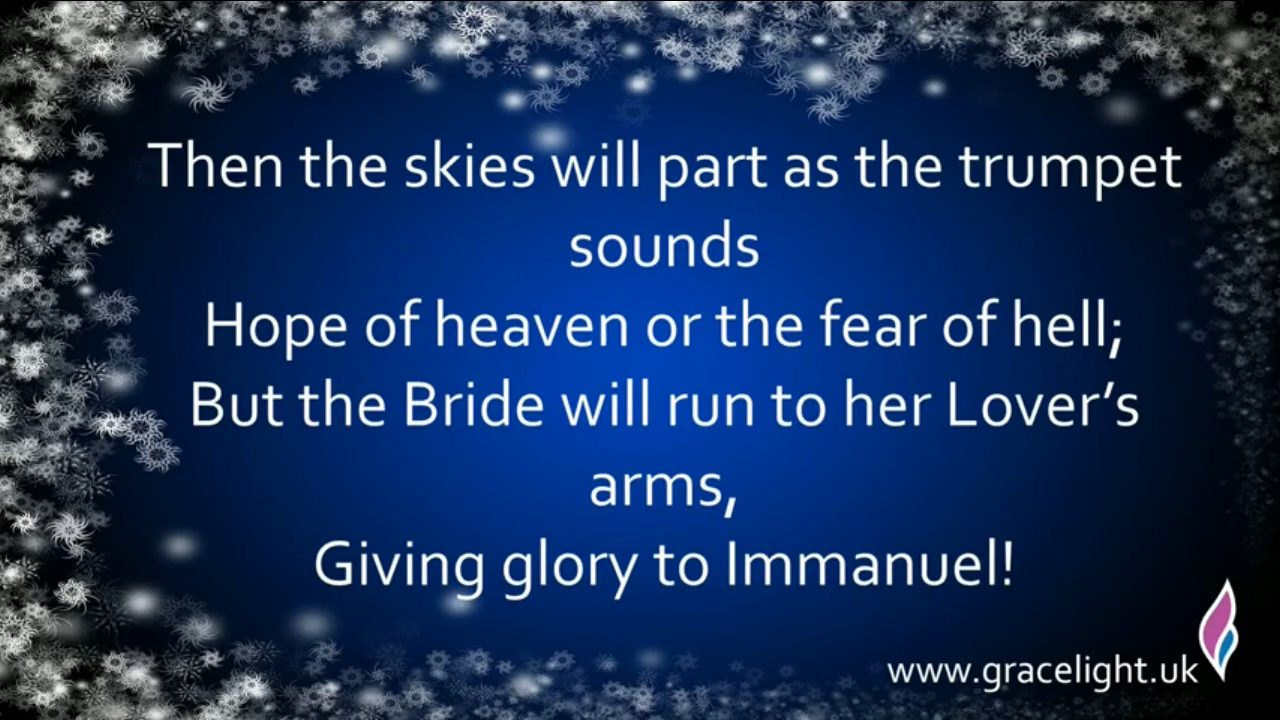 Then the skies will part as the trumpet
sounds
Hope of heaven or the fear of hell;
But the Bride will run to her Lover’s
arms,
Giving glory to Immanuel!
www.gracelight.uk